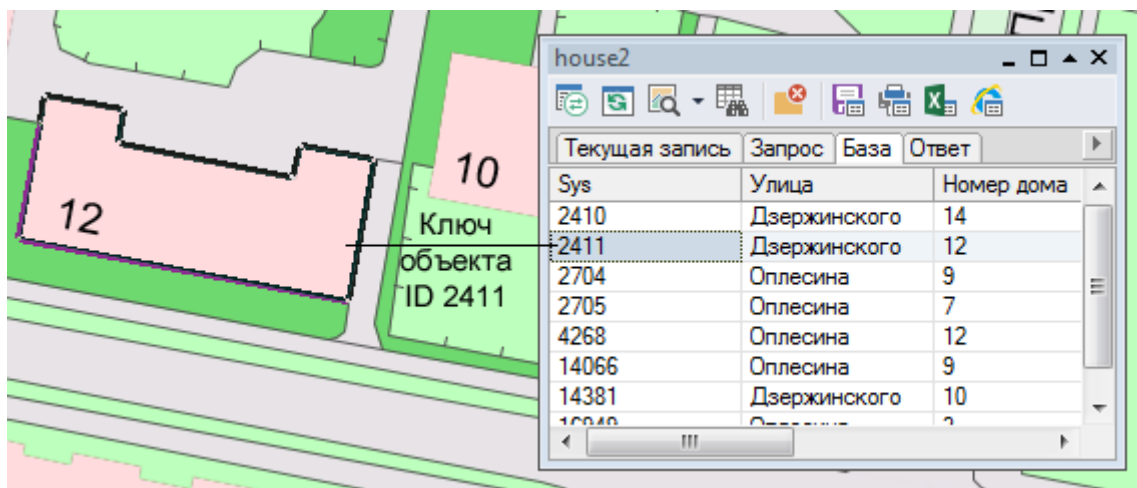 house2
Текущая запись Запрос База Ответ
Sys Улица Номер дома
2410 Дзержинского 14
2411 Дзержинского 12
2704 Оплесина 9
2705 Оплесина 7
4268 Оплесина 12
14066 Оплесина 9
14381 Дзержинского 10
12
10
Ключ
объекта
ID 2411